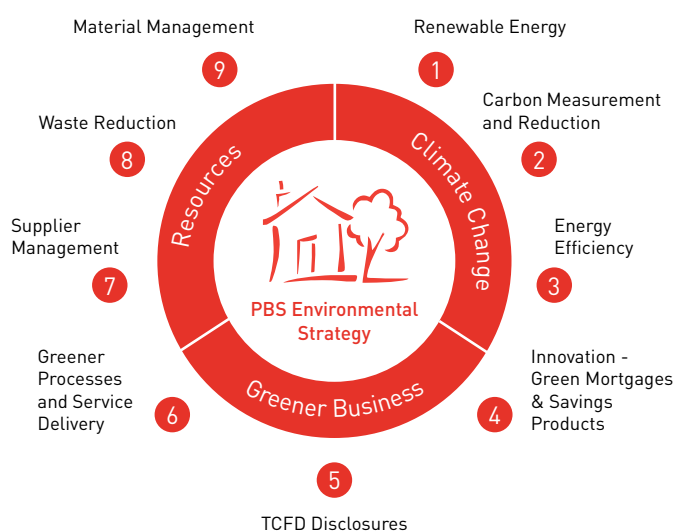 Material Management
9
Renewable Energy
1
Carbon Measurement
and Reduction
2
Energy
Efficiency
3
Innovation -
Green Mortgages
& Savings
Products
4
TCFD Disclosures
5
Greener
Processes
and Service
Delivery
6
Supplier
Management
7
Waste Reduction
8
Resources
Climate Change
Greener Business
PBS Environmental
Strategy